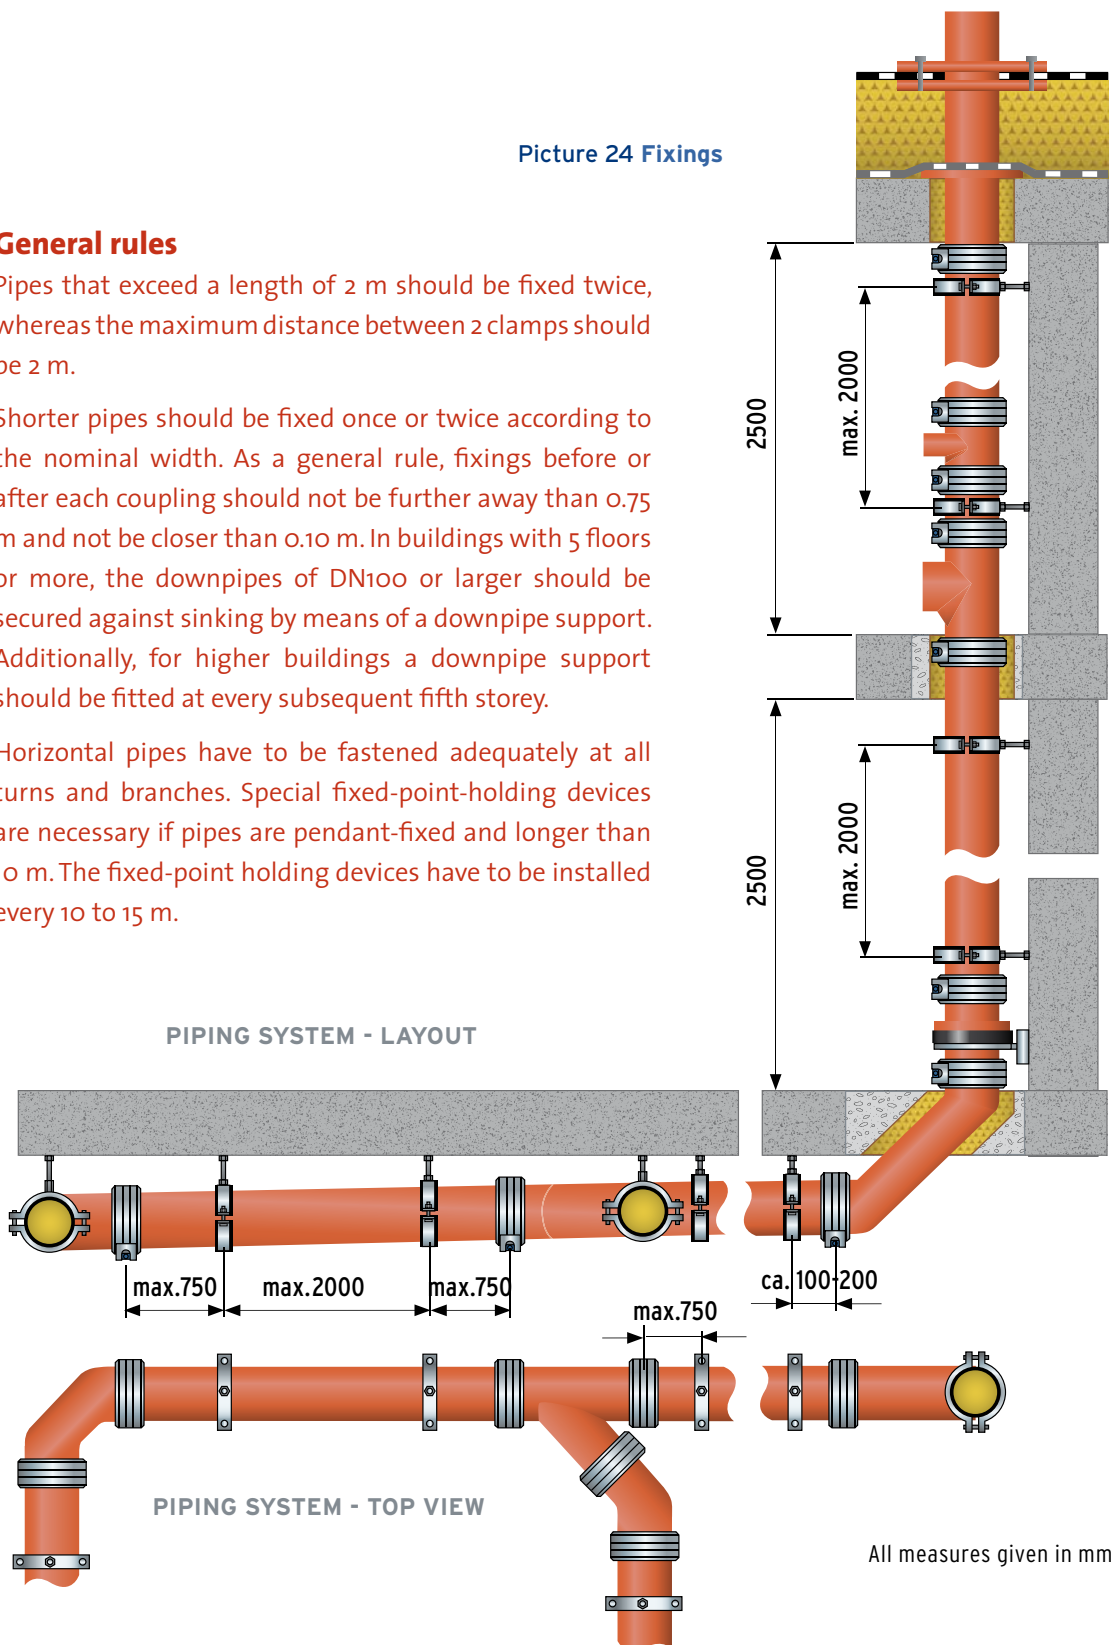 Picture 24 Fixings
General rules
Pipes that exceed a length of 2 m should be fixed twice,
whereas the maximum distance between 2 clamps should
be 2 m.
Shorter pipes should be fixed once or twice according to
the nominal width. As a general rule, fixings before or
after each coupling should not be further away than 0.75
m and not be closer than 0.10 m. In buildings with 5 floors
or more, the downpipes of DN100 or larger should be
secured against sinking by means of a downpipe support.
Additionally, for higher buildings a downpipe support
should be fitted at every subsequent fifth storey.
Horizontal pipes have to be fastened adequately at all
turns and branches. Special fixed-point-holding devices
are necessary if pipes are pendant-fixed and longer than
10 m. The fixed-point holding devices have to be installed
every 10 to 15 m.
2500
max. 2000
2500
max. 2000
PIPING SYSTEM - LAYOUT
max.750
max.2000
max.750
ca. 100-200
max.750
PIPING SYSTEM - TOP VIEW
All measures given in mm